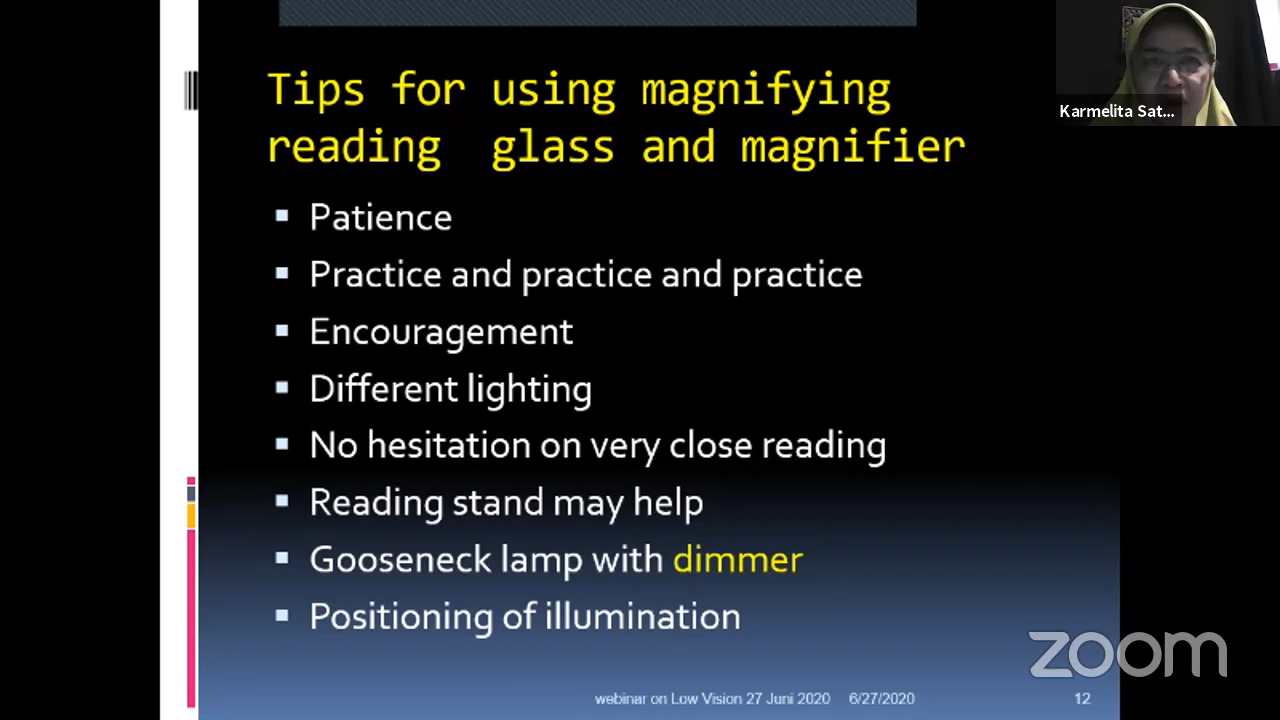 Tips for using magnifying
reading glass and magnifier
Patience
Practice and practice and practice
Encouragement
Different lighting
No hesitation on very close reading
Reading stand may help
Gooseneck lamp with dimmer
Positioning of illumination
webinar on Low Vision 27 Juni 2020 6/27/2020 12
Karmelita Sat...
zoom